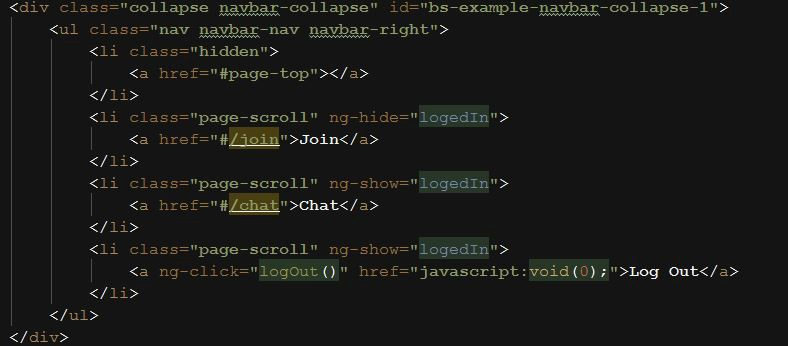 <div class="collapse navbar-collapse" id="bs-example-navbar-collapse-1">
<ul class="nav navbar-nav navbar-right">
<li class="hidden">
<a href="#page-top"></a>
</li>
<li class="page-scroll" ng-hide="logedIn">
<a href="#/join">Join</a>
</li>
<li class="page-scroll" ng-show="logedIn">
<a href="#/chat">Chat</a>
</li>
<li class="page-scroll" ng-show="logedIn">
<a ng-click="logOut()" href="javascript:void(0);">Log Out</a>
</li>
</ul>
</div>